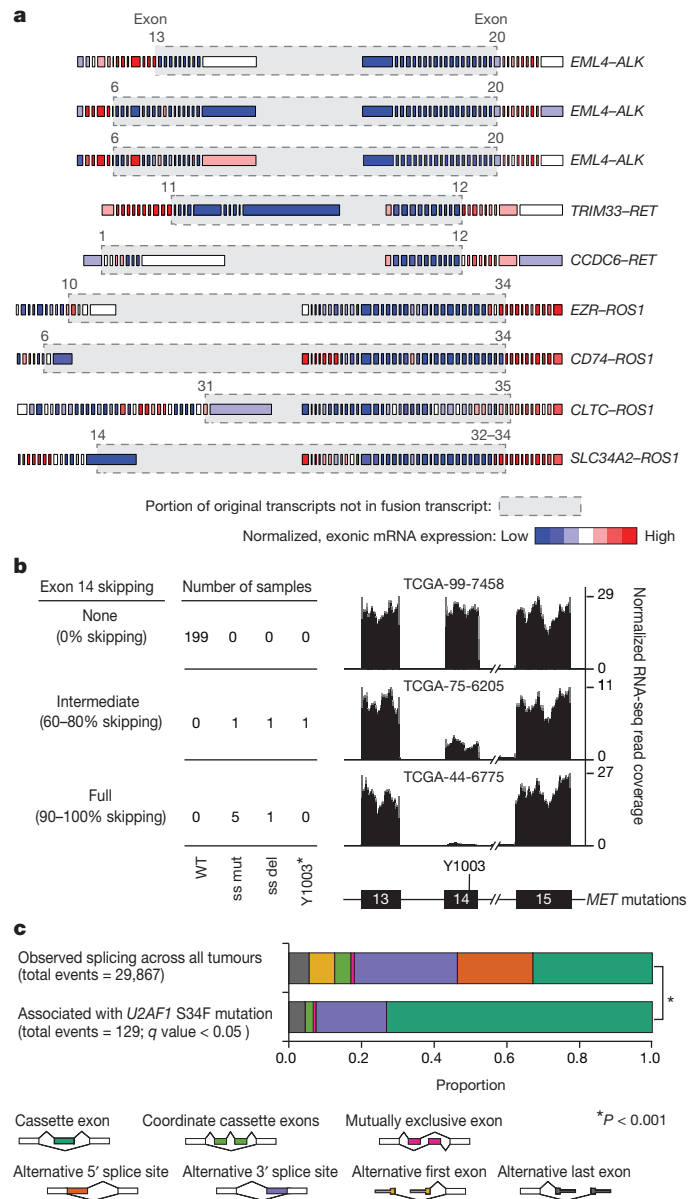 a
Exon Exon
13 20
EML4–ALK
6 20
EML4–ALK
6 20
EML4–ALK
11 12
TRIM33–RET
1 12
CCDC6–RET
10 34
EZR–ROS1
6 34
CD74–ROS1
31 35
CLTC–ROS1
14 32–34
SLC34A2–ROS1
Portion of original transcripts not in fusion transcript:
Normalized, exonic mRNA expression: Low High
b
Exon 14 skipping Number of samples
None
(0% skipping)
199 0 0 0
Intermediate
(60–80% skipping)
0 1 1 1
Full
(90–100% skipping)
0 5 1 0
WT
ss mut
ss del
Y1003*
TCGA-99-7458
29
0
TCGA-75-6205
11
0
TCGA-44-6775
27
0
Normalized RNA-seq read coverage
Y1003
13 14 15 MET mutations
c
Observed splicing across all tumours
(total events = 29,867)
Associated with U2AF1 S34F mutation
(total events = 129; q value < 0.05 )
*
0.0 0.2 0.4 0.6 0.8 1.0
Proportion
Cassette exon Coordinate cassette exons Mutually exclusive exon *P < 0.001
Alternative 5′ splice site Alternative 3′ splice site Alternative first exon Alternative last exon